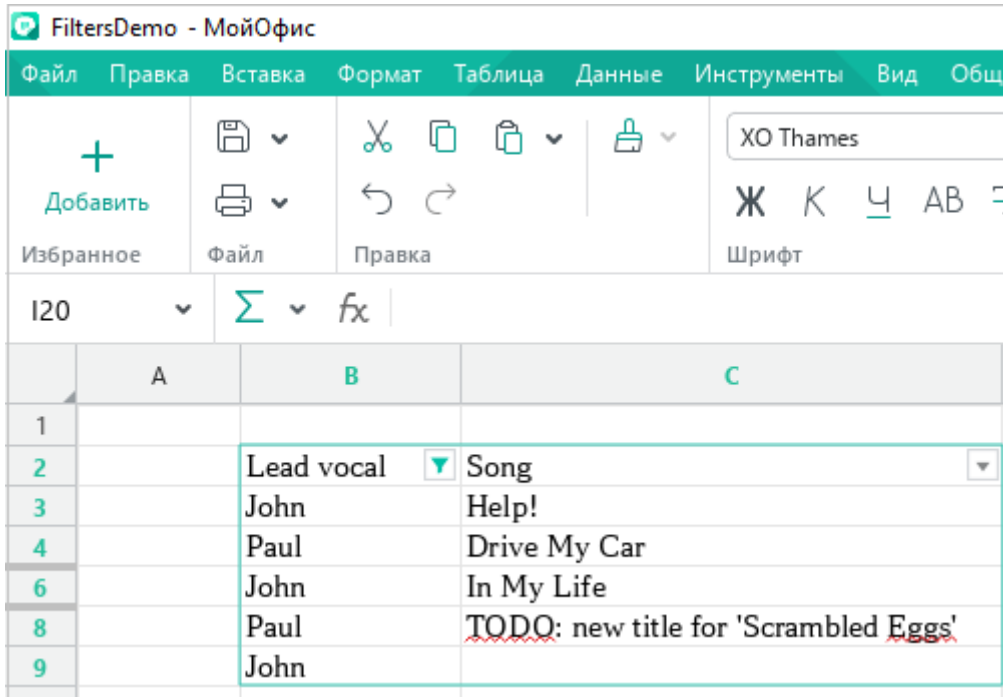 FiltersDemo - МойОфис
Файл Правка Вставка Формат Таблица Данные Инструменты Вид
Добавить
XO Thames
Ж К Ч АВ
Избранное Файл Правка Шрифт
I20 Σ fx
A B C
1
2 Lead vocal Song
3 John Help!
4 Paul Drive My Car
6 John In My Life
8 Paul TODO: new title for 'Scrambled Eggs'
9 John